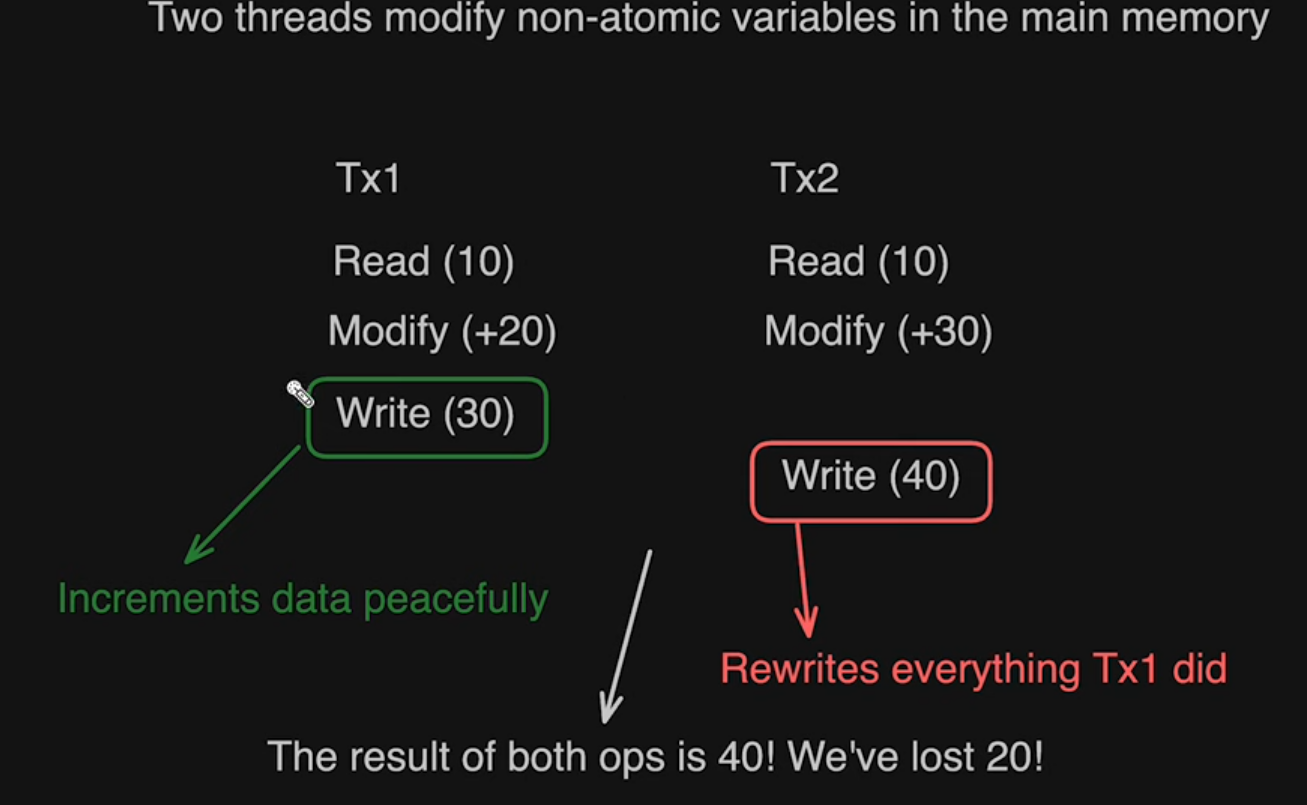 Two threads modify non-atomic variables in the main memory
Tx1
Tx2
Read (10)
Read (10)
Modify (+20)
Modify (+30)
Write (30)
Write (40)
Increments data peacefully
Rewrites everything Tx1 did
The result of both ops is 40! We've lost 20!